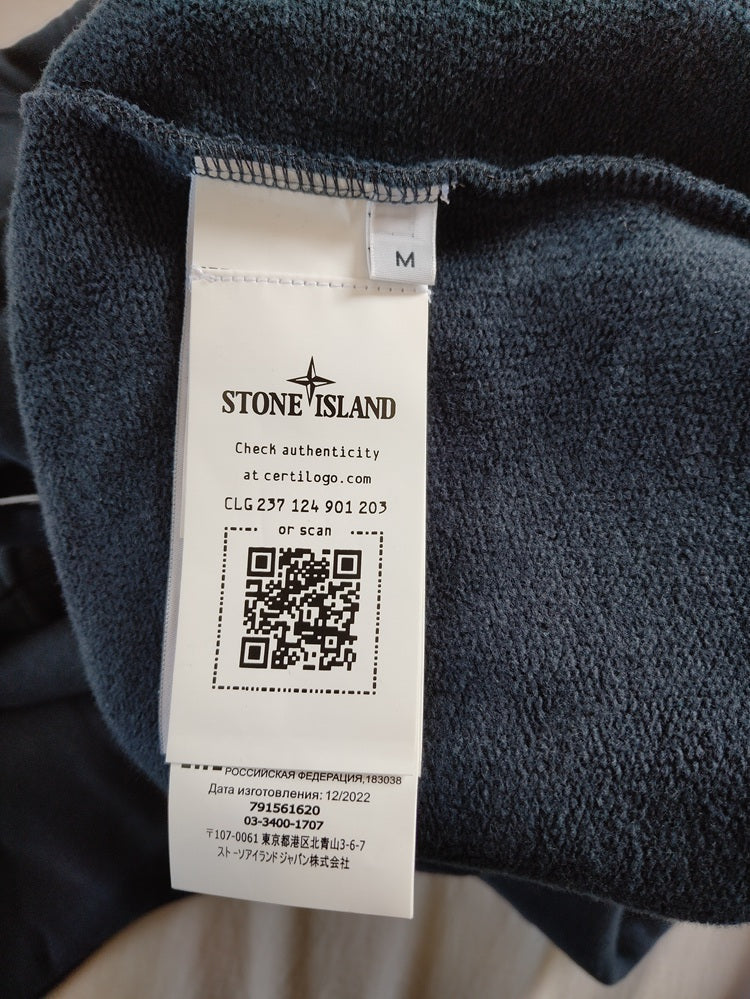 M
STONE ISLAND
Check authenticity
at certilogo.com
CLG 237 124 901 203
or scan
РОССИЙСКАЯ ФЕДЕРАЦИЯ,183038
Дата изготовления: 12/2022
791561620
03-3400-1707
〒107-0061 東京都港区北青山3-6-7
ストーソアイランドジャパン株式会社